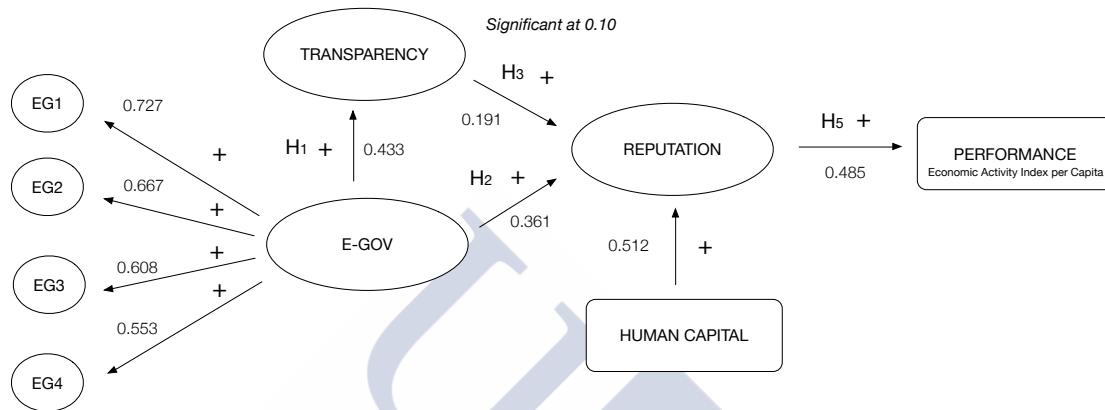 Significant at 0.10
TRANSPARENCY
H3 +
EG1
0.727
0.191
H1 +
0.433
REPUTATION
H5 +
PERFORMANCE
Economic Activity Index per Capita
0.485
+
EG2
0.667
H2 +
+
0.361
E-GOV
0.512
+
+
EG3
0.608
+
0.553
HUMAN CAPITAL
EG4